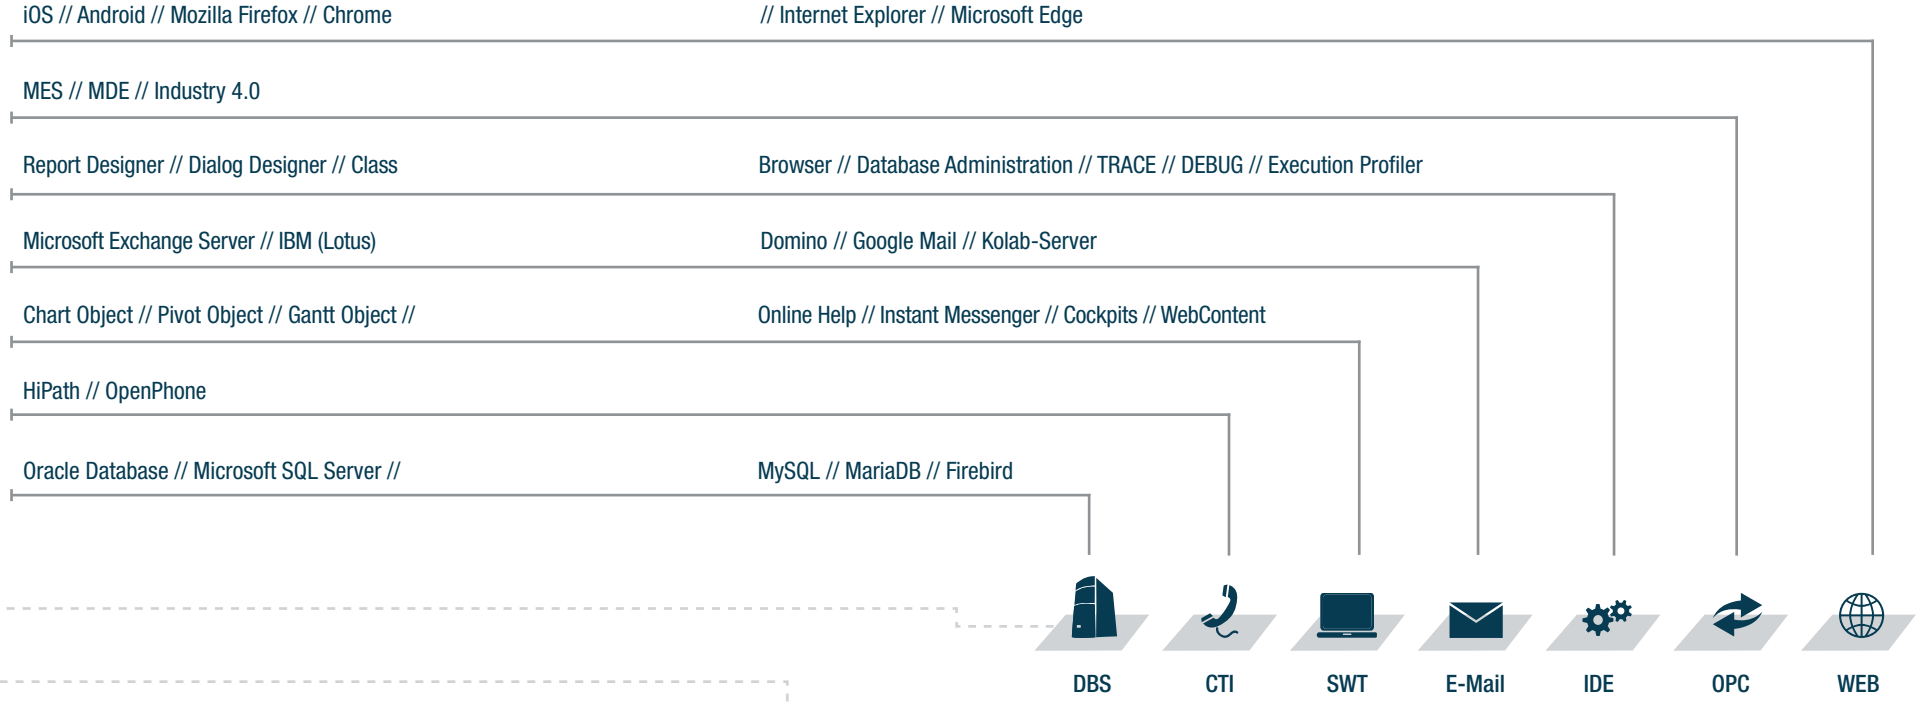 iOS // Android // Mozilla Firefox // Chrome // Internet Explorer // Microsoft Edge
MES // MDE // Industry 4.0
Report Designer // Dialog Designer // Class Browser // Database Administration // TRACE // DEBUG // Execution Profiler
Microsoft Exchange Server // IBM (Lotus) Domino // Google Mail // Kolab-Server
Chart Object // Pivot Object // Gantt Object // Online Help // Instant Messenger // Cockpits // WebContent
HiPath // OpenPhone
Oracle Database // Microsoft SQL Server // MySQL // MariaDB // Firebird
DBS CTI SWT E-Mail IDE OPC WEB